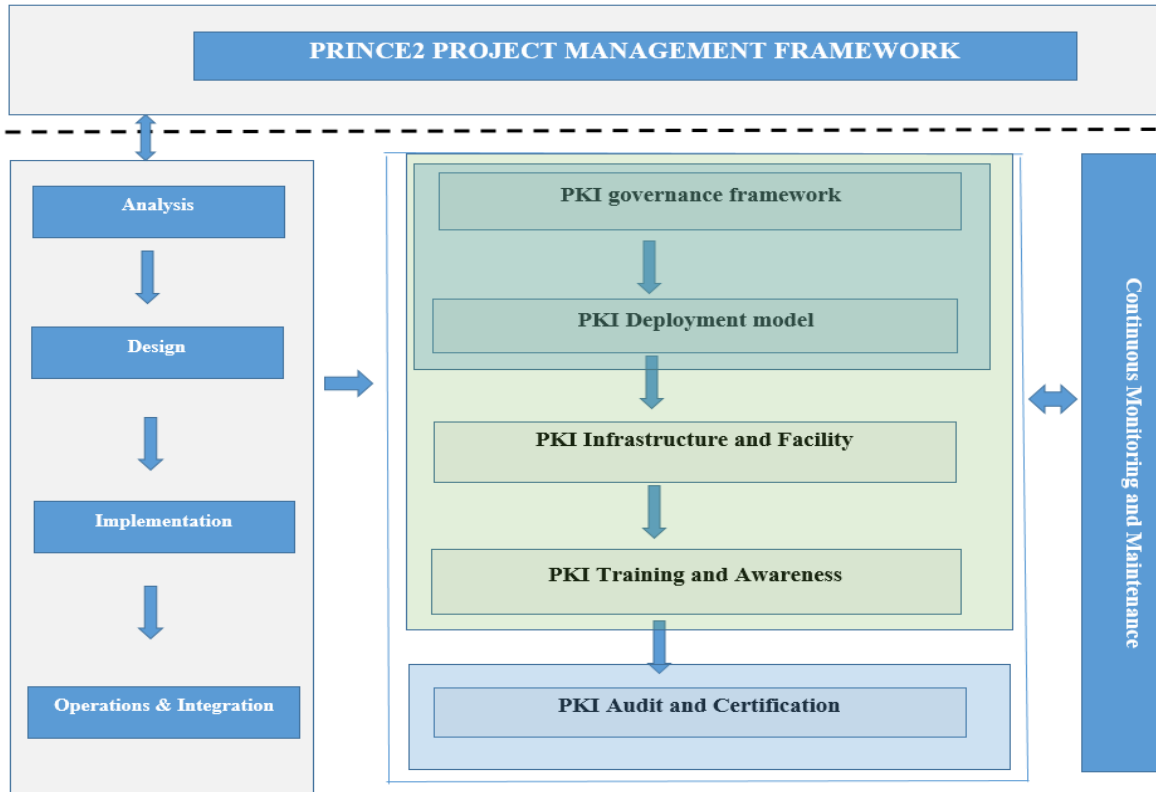 PRINCE2 PROJECT MANAGEMENT FRAMEWORK
Analysis
Design
Implementation
Operations & Integration
PKI governance framework
PKI Deployment model
PKI Infrastructure and Facility
PKI Training and Awareness
PKI Audit and Certification
Continuous Monitoring and Maintenance